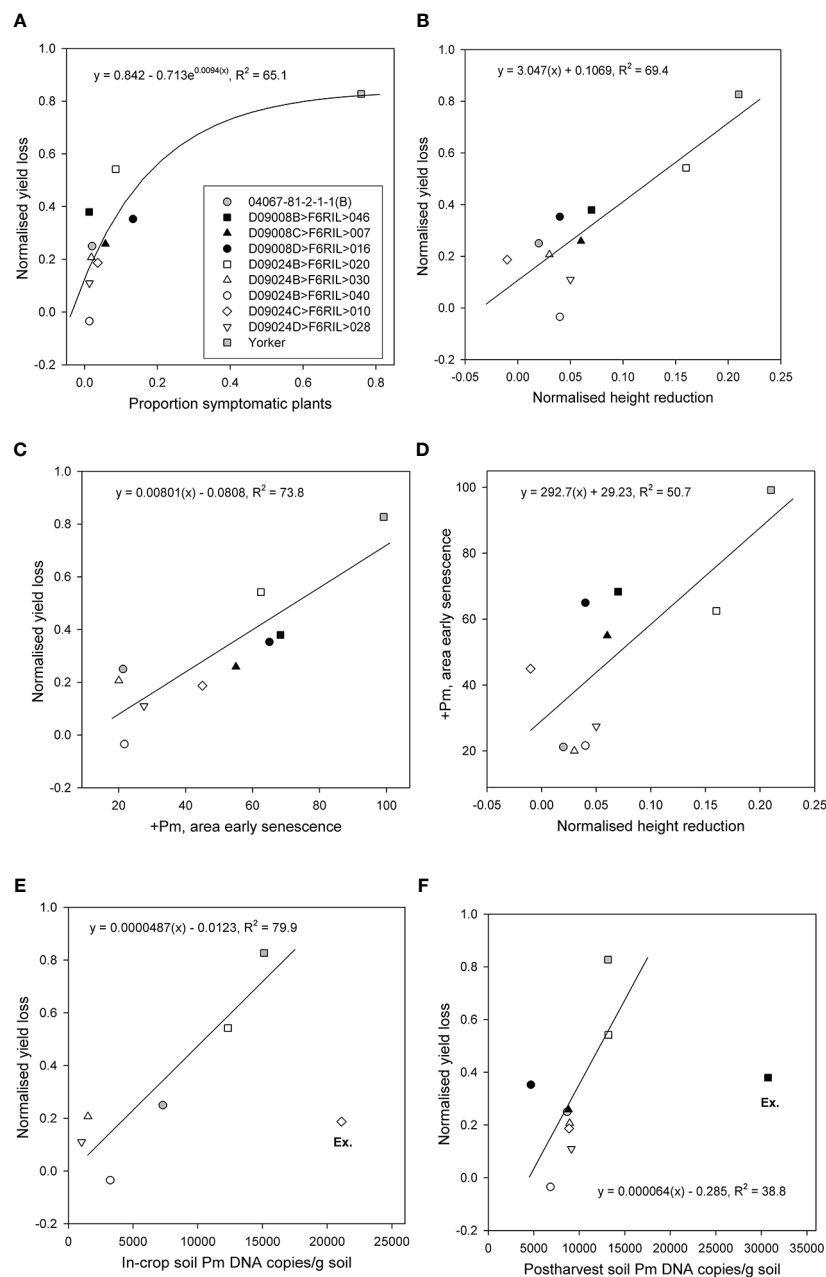 A
y = 0.842 - 0.713e^0.0094(x), R² = 65.1
1.0
0.8
0.6
0.4
0.2
0.0
-0.2
Normalised yield loss
04067-81-2-1-1(B)
D09008B>F6RIL>046
D09008C>F6RIL>007
D09008D>F6RIL>016
D09024B>F6RIL>020
D09024B>F6RIL>030
D09024B>F6RIL>040
D09024C>F6RIL>010
D09024D>F6RIL>028
Yorker
0.0 0.2 0.4 0.6 0.8
Proportion symptomatic plants
B
y = 3.047(x) + 0.1069, R² = 69.4
1.0
0.8
0.6
0.4
0.2
0.0
-0.2
Normalised yield loss
-0.05 0.00 0.05 0.10 0.15 0.20 0.25
Normalised height reduction
C
y = 0.00801(x) - 0.0808, R² = 73.8
1.0
0.8
0.6
0.4
0.2
0.0
-0.2
Normalised yield loss
20 40 60 80 100
+Pm, area early senescence
D
y = 292.7(x) + 29.23, R² = 50.7
100
80
60
40
20
+Pm, area early senescence
-0.05 0.00 0.05 0.10 0.15 0.20 0.25
Normalised height reduction
E
y = 0.0000487(x) - 0.0123, R² = 79.9
1.0
0.8
0.6
0.4
0.2
0.0
-0.2
Normalised yield loss
Ex.
0 5000 10000 15000 20000 25000
In-crop soil Pm DNA copies/g soil
F
1.0
0.8
0.6
0.4
0.2
0.0
-0.2
Normalised yield loss
Ex.
y = 0.000064(x) - 0.285, R² = 38.8
0 5000 10000 15000 20000 25000 30000 35000
Postharvest soil Pm DNA copies/g soil